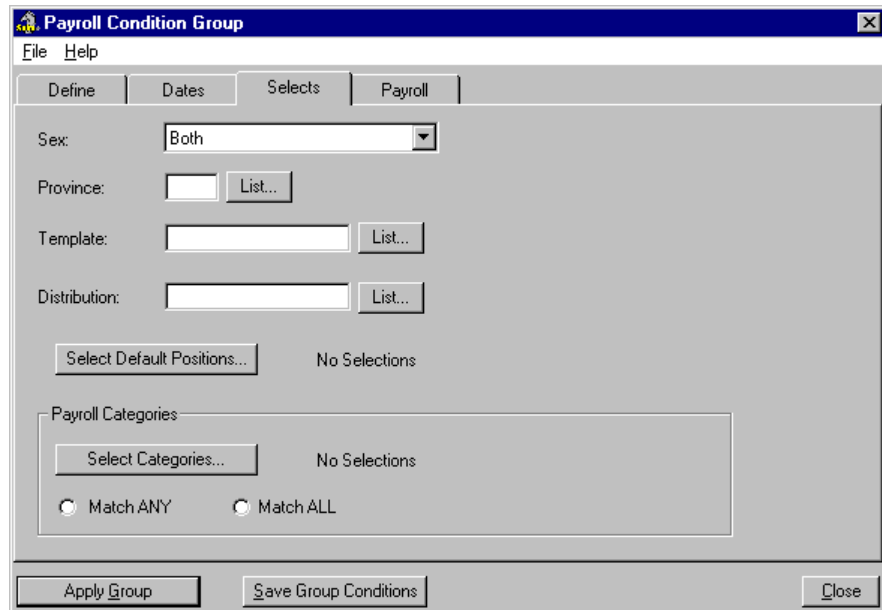 Payroll Condition Group
File Help
Define Dates Selects Payroll
Sex: Both
Province: List...
Template: List...
Distribution: List...
Select Default Positions... No Selections
Payroll Categories
Select Categories... No Selections
Match ANY Match ALL
Apply Group Save Group Conditions Close